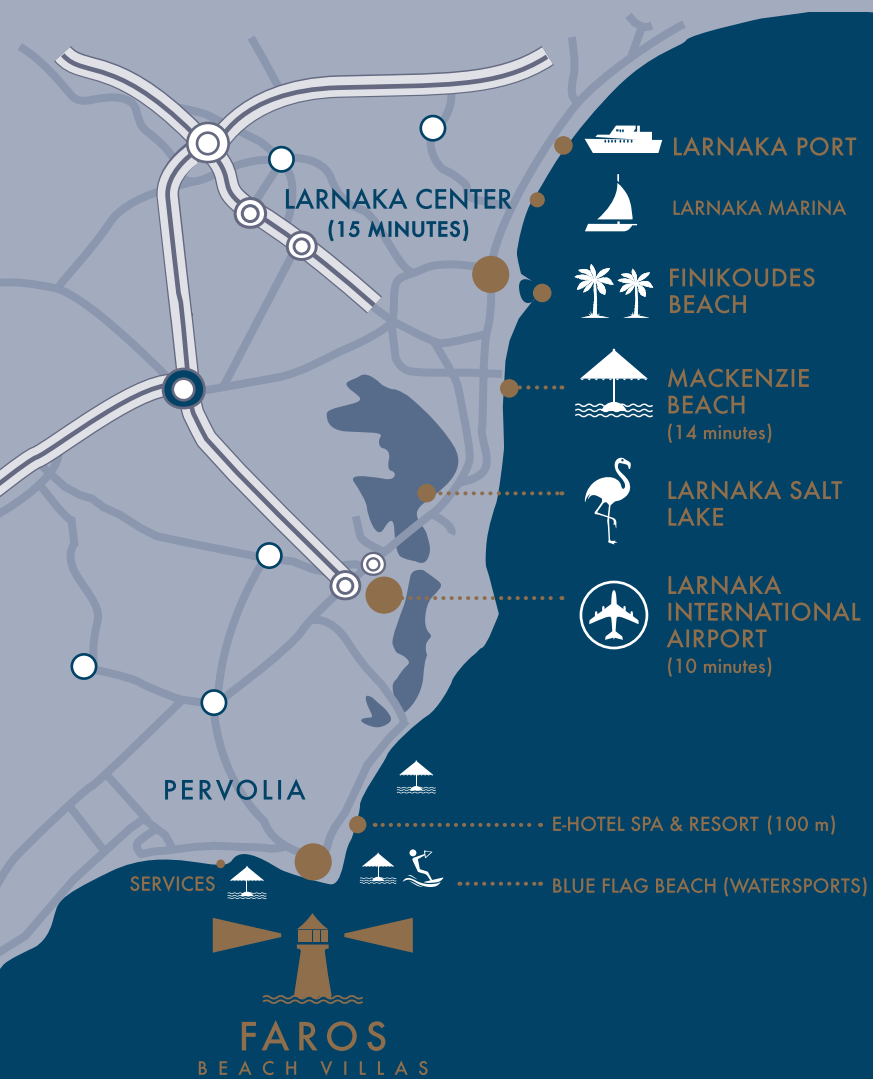 LARNAKA PORT
LARNAKA CENTER
(15 MINUTES)
LARNAKA MARINA
FINIKOUDES
BEACH
MACKENZIE
BEACH
(14 minutes)
LARNAKA SALT
LAKE
LARNAKA
INTERNATIONAL
AIRPORT
(10 minutes)
PERVOLIA
E-HOTEL SPA & RESORT (100 m)
SERVICES
BLUE FLAG BEACH (WATERSPORTS)
FAROS
BEACH VILLAS